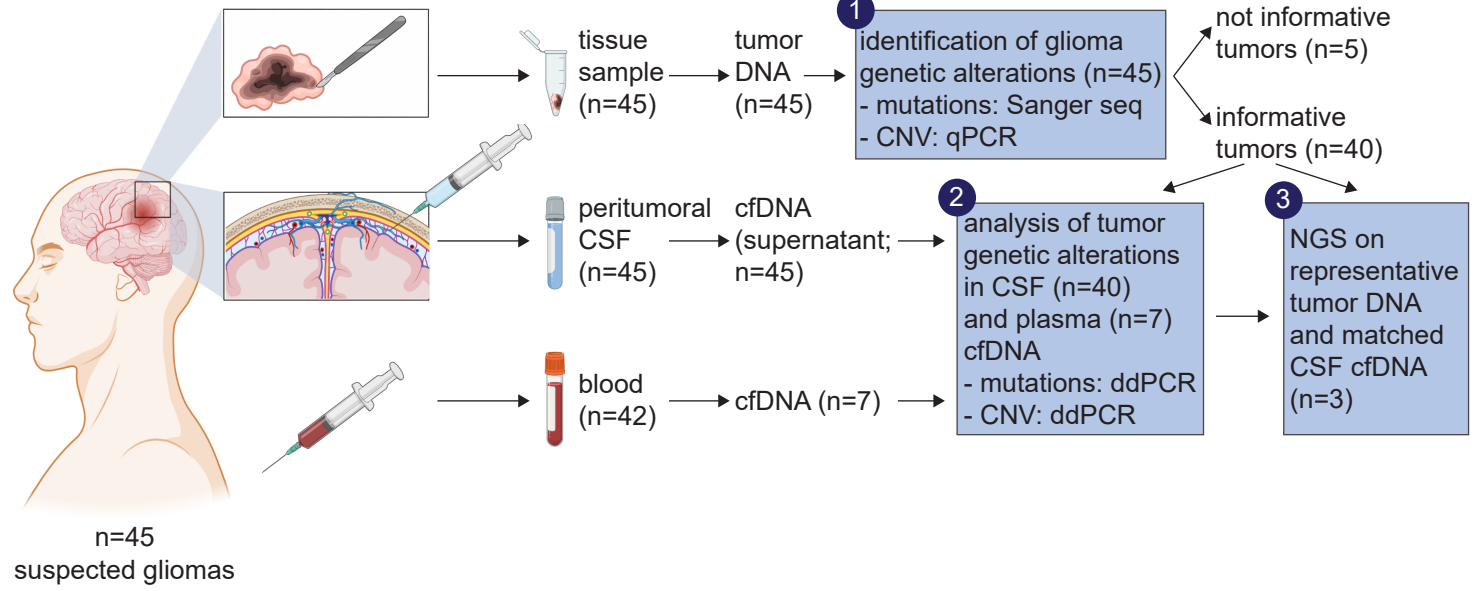 tissue
sample
(n=45)
tumor
DNA
(n=45)
1
identification of glioma
genetic alterations (n=45)
- mutations: Sanger seq
- CNV: qPCR
not informative
tumors (n=5)
informative
tumors (n=40)
peritumoral
CSF
(n=45)
cfDNA
(supernatant;
n=45)
2
analysis of tumor
genetic alterations
in CSF (n=40)
and plasma (n=7)
cfDNA
- mutations: ddPCR
- CNV: ddPCR
3
NGS on
representative
tumor DNA
and matched
CSF cfDNA
(n=3)
blood
(n=42)
cfDNA (n=7)
n=45
suspected gliomas